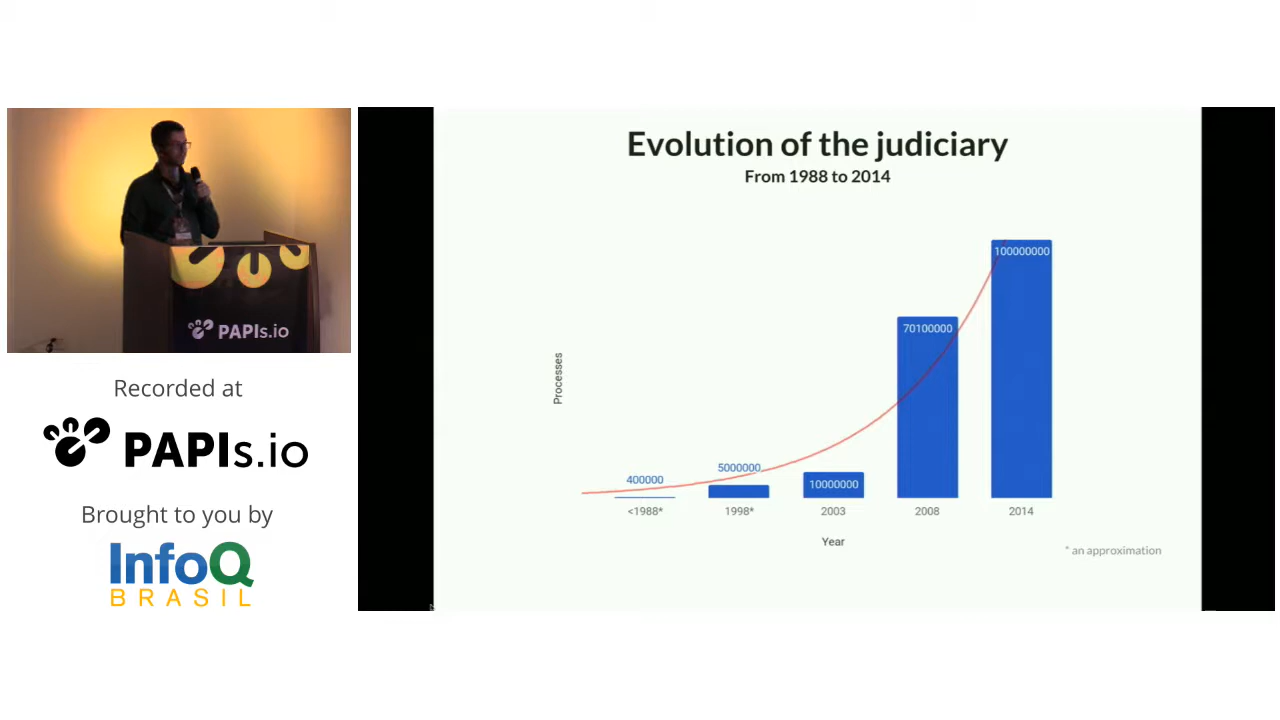 PAPIs.io
Recorded at
PAPIs.io
Brought to you by
InfoQ
BRASIL
Evolution of the judiciary
From 1988 to 2014
Processes
400000
5000000
10000000
70100000
100000000
<1988*
1998*
2003
2008
2014
Year
* an approximation